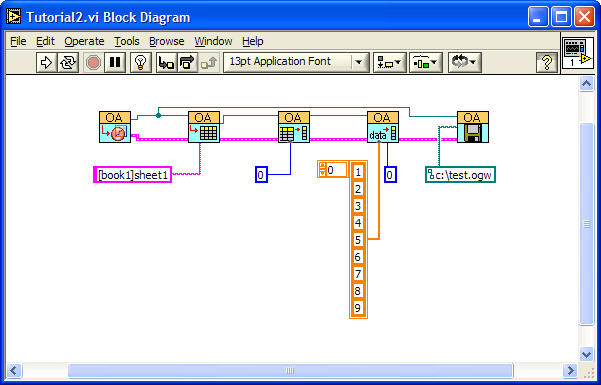 Tutorial2.vi Block Diagram
File Edit Operate Tools Browse Window Help
13pt Application Font
1
OA OA OA OA OA
data
[book1]sheet1 0 0 0 c:\test.ogw
1
2
3
4
5
6
7
8
9